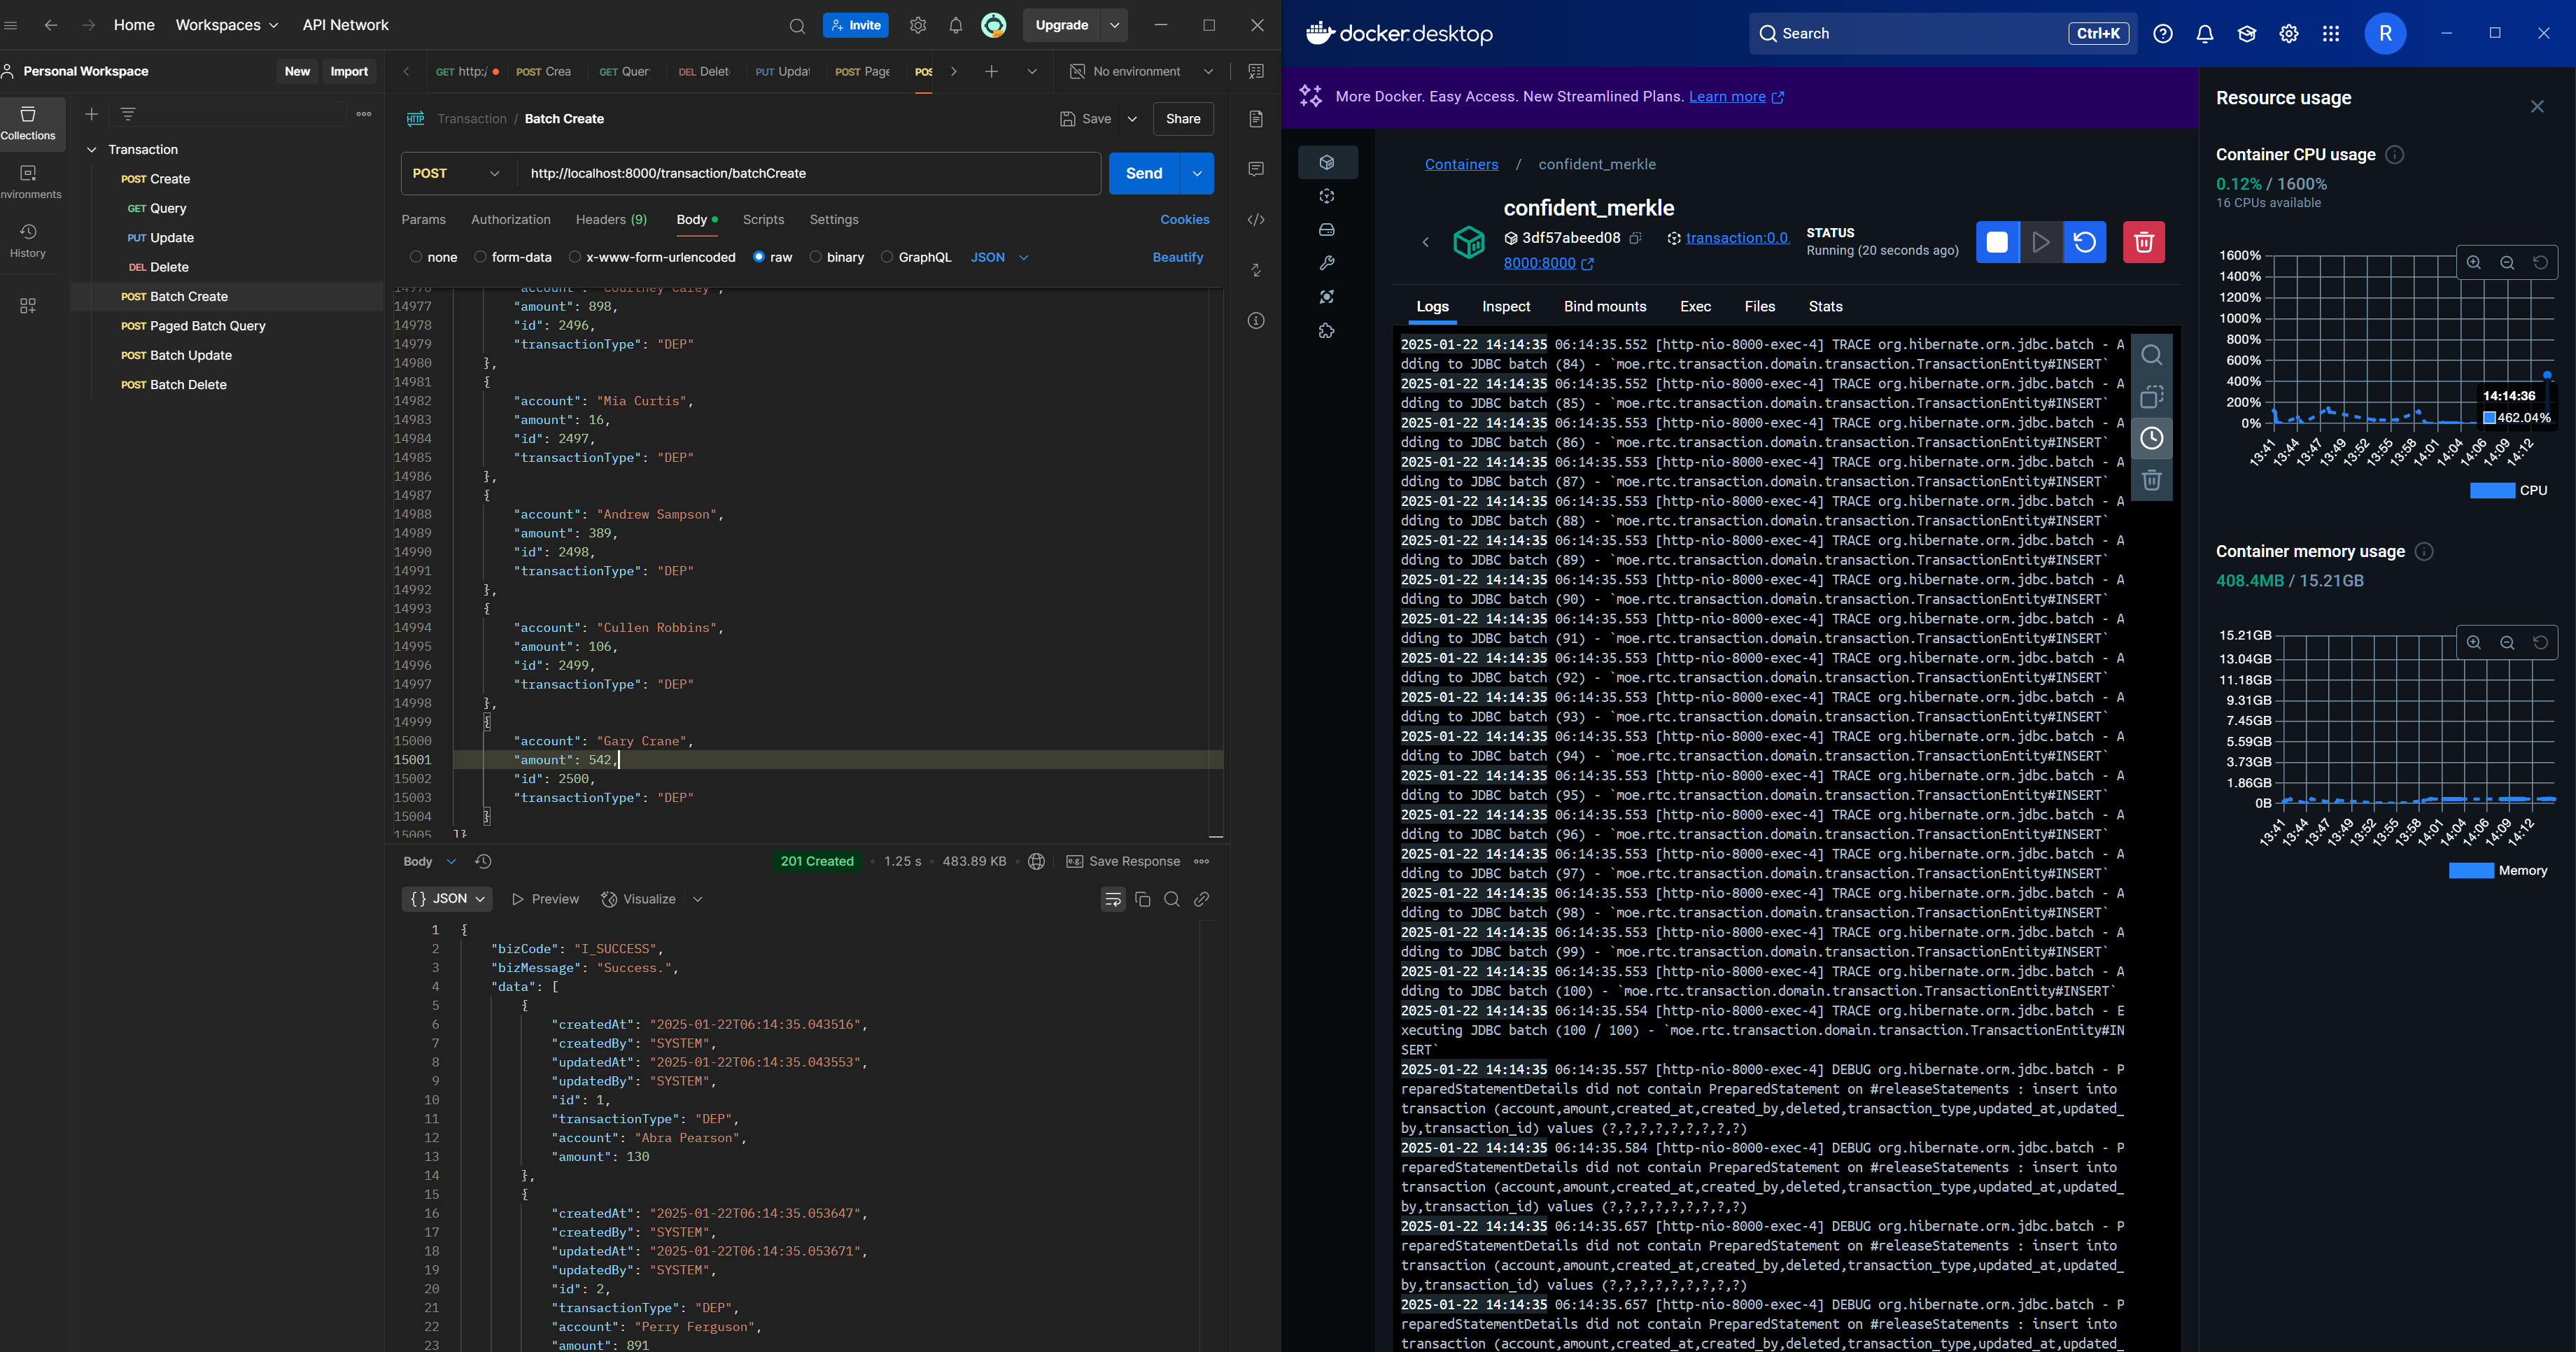 Home
Workspaces
API Network
Invite
Upgrade
Personal Workspace
New
Import
GET http:/
POST Crea
GET Quer
DEL Delet
PUT Updat
POST Page
POS
No environment
Collections
nvironments
History
Transaction
POST Create
GET Query
PUT Update
DEL Delete
POST Batch Create
POST Paged Batch Query
POST Batch Update
POST Batch Delete
HTTP
Transaction / Batch Create
Save
Share
POST
http://localhost:8000/transaction/batchCreate
Send
Params
Authorization
Headers (9)
Body
Scripts
Settings
Cookies
none
form-data
x-www-form-urlencoded
raw
binary
GraphQL
JSON
Beautify
14976 "account": "Courtney Carey",
14977 "amount": 898,
14978 "id": 2496,
14979 "transactionType": "DEP"
14980 },
14981 {
14982 "account": "Mia Curtis",
14983 "amount": 16,
14984 "id": 2497,
14985 "transactionType": "DEP"
14986 },
14987 {
14988 "account": "Andrew Sampson",
14989 "amount": 389,
14990 "id": 2498,
14991 "transactionType": "DEP"
14992 },
14993 {
14994 "account": "Cullen Robbins",
14995 "amount": 106,
14996 "id": 2499,
14997 "transactionType": "DEP"
14998 },
14999 {
15000 "account": "Gary Crane",
15001 "amount": 542,
15002 "id": 2500,
15003 "transactionType": "DEP"
15004 }
15005 ]}
Body
201 Created
1.25 s
483.89 KB
e.g. Save Response
{} JSON
Preview
Visualize
1 {
2 "bizCode": "I_SUCCESS",
3 "bizMessage": "Success.",
4 "data": [
5 {
6 "createdAt": "2025-01-22T06:14:35.043516",
7 "createdBy": "SYSTEM",
8 "updatedAt": "2025-01-22T06:14:35.043553",
9 "updatedBy": "SYSTEM",
10 "id": 1,
11 "transactionType": "DEP",
12 "account": "Abra Pearson",
13 "amount": 130
14 },
15 {
16 "createdAt": "2025-01-22T06:14:35.053647",
17 "createdBy": "SYSTEM",
18 "updatedAt": "2025-01-22T06:14:35.053671",
19 "updatedBy": "SYSTEM",
20 "id": 2,
21 "transactionType": "DEP",
22 "account": "Perry Ferguson",
23 "amount": 891
docker desktop
Search
Ctrl+K
R
More Docker. Easy Access. New Streamlined Plans. Learn more
Containers / confident_merkle
confident_merkle
3df57abeed08
transaction:0.0.
8000:8000
STATUS
Running (20 seconds ago)
Logs
Inspect
Bind mounts
Exec
Files
Stats
2025-01-22 14:14:35 06:14:35.552 [http-nio-8000-exec-4] TRACE org.hibernate.orm.jdbc.batch - A
dding to JDBC batch (84) - `moe.rtc.transaction.domain.transaction.TransactionEntity#INSERT`
2025-01-22 14:14:35 06:14:35.552 [http-nio-8000-exec-4] TRACE org.hibernate.orm.jdbc.batch - A
dding to JDBC batch (85) - `moe.rtc.transaction.domain.transaction.TransactionEntity#INSERT`
2025-01-22 14:14:35 06:14:35.553 [http-nio-8000-exec-4] TRACE org.hibernate.orm.jdbc.batch - A
dding to JDBC batch (86) - `moe.rtc.transaction.domain.transaction.TransactionEntity#INSERT`
2025-01-22 14:14:35 06:14:35.553 [http-nio-8000-exec-4] TRACE org.hibernate.orm.jdbc.batch - A
dding to JDBC batch (87) - `moe.rtc.transaction.domain.transaction.TransactionEntity#INSERT`
2025-01-22 14:14:35 06:14:35.553 [http-nio-8000-exec-4] TRACE org.hibernate.orm.jdbc.batch - A
dding to JDBC batch (88) - `moe.rtc.transaction.domain.transaction.TransactionEntity#INSERT`
2025-01-22 14:14:35 06:14:35.553 [http-nio-8000-exec-4] TRACE org.hibernate.orm.jdbc.batch - A
dding to JDBC batch (89) - `moe.rtc.transaction.domain.transaction.TransactionEntity#INSERT`
2025-01-22 14:14:35 06:14:35.553 [http-nio-8000-exec-4] TRACE org.hibernate.orm.jdbc.batch - A
dding to JDBC batch (90) - `moe.rtc.transaction.domain.transaction.TransactionEntity#INSERT`
2025-01-22 14:14:35 06:14:35.553 [http-nio-8000-exec-4] TRACE org.hibernate.orm.jdbc.batch - A
dding to JDBC batch (91) - `moe.rtc.transaction.domain.transaction.TransactionEntity#INSERT`
2025-01-22 14:14:35 06:14:35.553 [http-nio-8000-exec-4] TRACE org.hibernate.orm.jdbc.batch - A
dding to JDBC batch (92) - `moe.rtc.transaction.domain.transaction.TransactionEntity#INSERT`
2025-01-22 14:14:35 06:14:35.553 [http-nio-8000-exec-4] TRACE org.hibernate.orm.jdbc.batch - A
dding to JDBC batch (93) - `moe.rtc.transaction.domain.transaction.TransactionEntity#INSERT`
2025-01-22 14:14:35 06:14:35.553 [http-nio-8000-exec-4] TRACE org.hibernate.orm.jdbc.batch - A
dding to JDBC batch (94) - `moe.rtc.transaction.domain.transaction.TransactionEntity#INSERT`
2025-01-22 14:14:35 06:14:35.553 [http-nio-8000-exec-4] TRACE org.hibernate.orm.jdbc.batch - A
dding to JDBC batch (95) - `moe.rtc.transaction.domain.transaction.TransactionEntity#INSERT`
2025-01-22 14:14:35 06:14:35.553 [http-nio-8000-exec-4] TRACE org.hibernate.orm.jdbc.batch - A
dding to JDBC batch (96) - `moe.rtc.transaction.domain.transaction.TransactionEntity#INSERT`
2025-01-22 14:14:35 06:14:35.553 [http-nio-8000-exec-4] TRACE org.hibernate.orm.jdbc.batch - A
dding to JDBC batch (97) - `moe.rtc.transaction.domain.transaction.TransactionEntity#INSERT`
2025-01-22 14:14:35 06:14:35.553 [http-nio-8000-exec-4] TRACE org.hibernate.orm.jdbc.batch - A
dding to JDBC batch (98) - `moe.rtc.transaction.domain.transaction.TransactionEntity#INSERT`
2025-01-22 14:14:35 06:14:35.553 [http-nio-8000-exec-4] TRACE org.hibernate.orm.jdbc.batch - A
dding to JDBC batch (99) - `moe.rtc.transaction.domain.transaction.TransactionEntity#INSERT`
2025-01-22 14:14:35 06:14:35.553 [http-nio-8000-exec-4] TRACE org.hibernate.orm.jdbc.batch - A
dding to JDBC batch (100) - `moe.rtc.transaction.domain.transaction.TransactionEntity#INSERT`
2025-01-22 14:14:35 06:14:35.554 [http-nio-8000-exec-4] TRACE org.hibernate.orm.jdbc.batch - E
xecuting JDBC batch (100 / 100) - `moe.rtc.transaction.domain.transaction.TransactionEntity#IN
SERT`
2025-01-22 14:14:35 06:14:35.557 [http-nio-8000-exec-4] DEBUG org.hibernate.orm.jdbc.batch - P
reparedStatementDetails did not contain PreparedStatement on #releaseStatements : insert into
transaction (account,amount,created_at,created_by,deleted,transaction_type,updated_at,updated_
by,transaction_id) values (?,?,?,?,?,?,?,?,?)
2025-01-22 14:14:35 06:14:35.584 [http-nio-8000-exec-4] DEBUG org.hibernate.orm.jdbc.batch - P
reparedStatementDetails did not contain PreparedStatement on #releaseStatements : insert into
transaction (account,amount,created_at,created_by,deleted,transaction_type,updated_at,updated_
by,transaction_id) values (?,?,?,?,?,?,?,?,?)
2025-01-22 14:14:35 06:14:35.657 [http-nio-8000-exec-4] DEBUG org.hibernate.orm.jdbc.batch - P
reparedStatementDetails did not contain PreparedStatement on #releaseStatements : insert into
transaction (account,amount,created_at,created_by,deleted,transaction_type,updated_at,updated_
by,transaction_id) values (?,?,?,?,?,?,?,?,?)
2025-01-22 14:14:35 06:14:35.657 [http-nio-8000-exec-4] DEBUG org.hibernate.orm.jdbc.batch - P
reparedStatementDetails did not contain PreparedStatement on #releaseStatements : insert into
transaction (account,amount,created_at,created_by,deleted,transaction_type,updated_at,updated_
Resource usage
Container CPU usage
0.12% / 1600%
16 CPUs available
1600%
1400%
1200%
1000%
800%
600%
400%
200%
0%
14:14:36
462.04%
13:41 13:44 13:47 13:49 13:52 13:55 13:58 14:01 14:04 14:06 14:09 14:12
CPU
Container memory usage
408.4MB / 15.21GB
15.21GB
13.04GB
11.18GB
9.31GB
7.45GB
5.59GB
3.73GB
1.86GB
0B
13:41 13:44 13:47 13:49 13:52 13:55 13:58 14:01 14:04 14:06 14:09 14:12
Memory